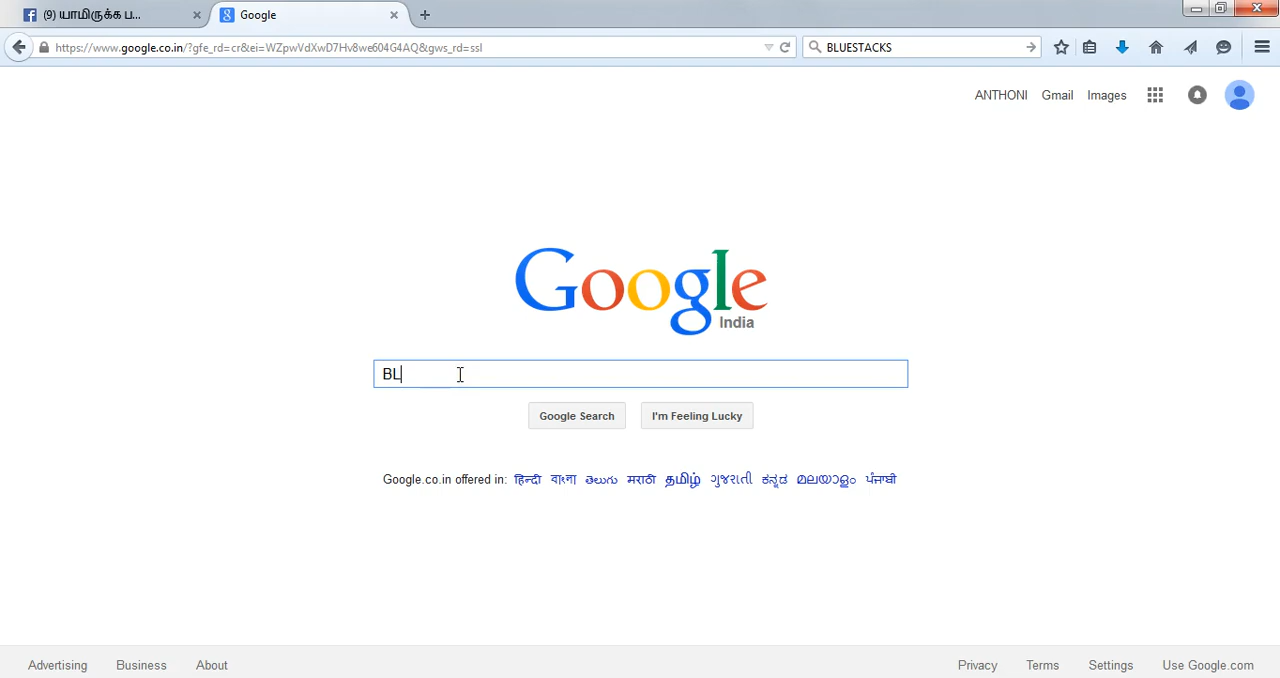 (9) யாமிருக்க ப...
Google
https://www.google.co.in/?gfe_rd=cr&ei=WZpwVdXwD7Hv8we604G4AQ&gws_rd=ssl
BLUESTACKS
ANTHONI Gmail Images
Google
India
BL
Google Search I'm Feeling Lucky
Google.co.in offered in: हिन्दी বাংলা తెలుగు मराठी தமிழ் ગુજરાતી ಕನ್ನಡ മലയാളം ਪੰਜਾਬੀ
Advertising Business About Privacy Terms Settings Use Google.com